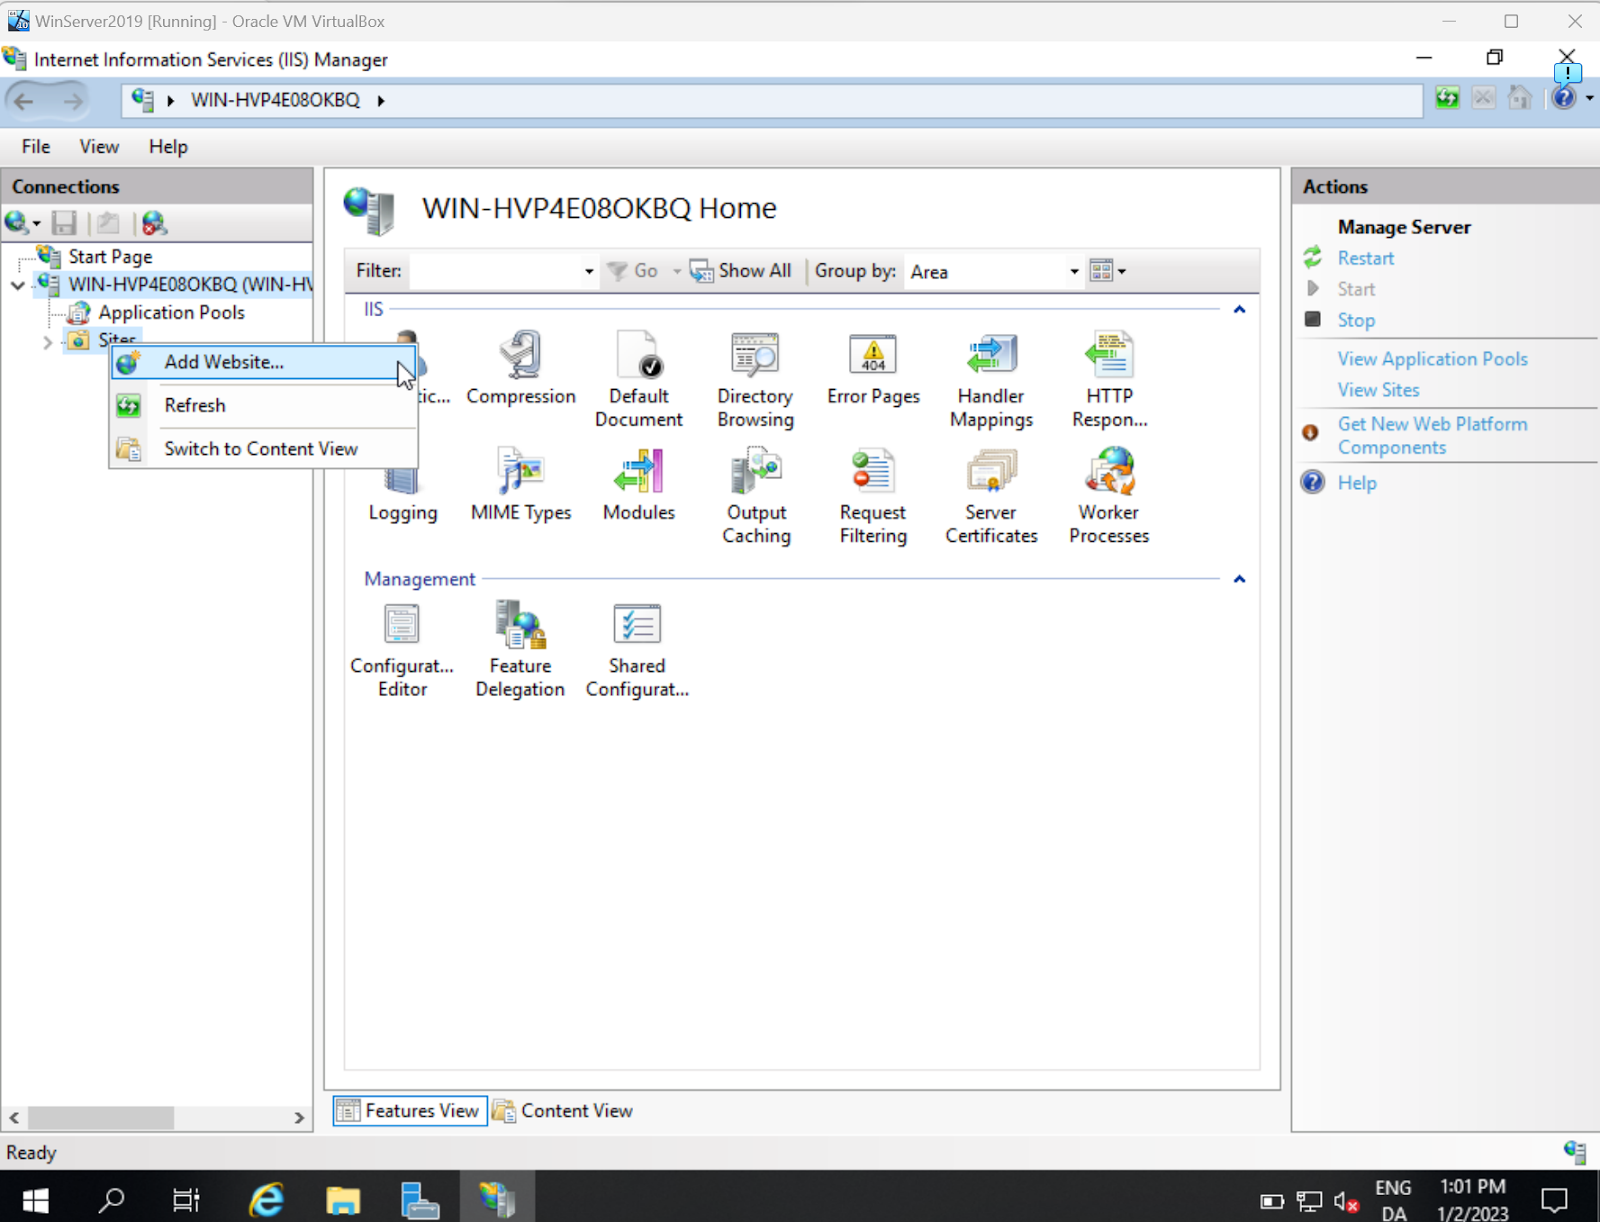 WinServer2019 [Running] - Oracle VM VirtualBox
Internet Information Services (IIS) Manager
WIN-HVP4E08OKBQ
File View Help
Connections
Start Page
WIN-HVP4E08OKBQ (WIN-HV
Application Pools
Sites
Add Website...
Refresh
Switch to Content View
WIN-HVP4E08OKBQ Home
Filter: Go Show All Group by: Area
IIS
tic...
Compression
Default
Document
Directory
Browsing
404
Error Pages
Handler
Mappings
HTTP
Respon...
Logging
MIME Types
Modules
Output
Caching
Request
Filtering
Server
Certificates
Worker
Processes
Management
Configurat...
Editor
Feature
Delegation
Shared
Configurat...
Features View
Content View
Actions
Manage Server
Restart
Start
Stop
View Application Pools
View Sites
Get New Web Platform
Components
Help
Ready
ENG
DA
1:01 PM
1/2/2023